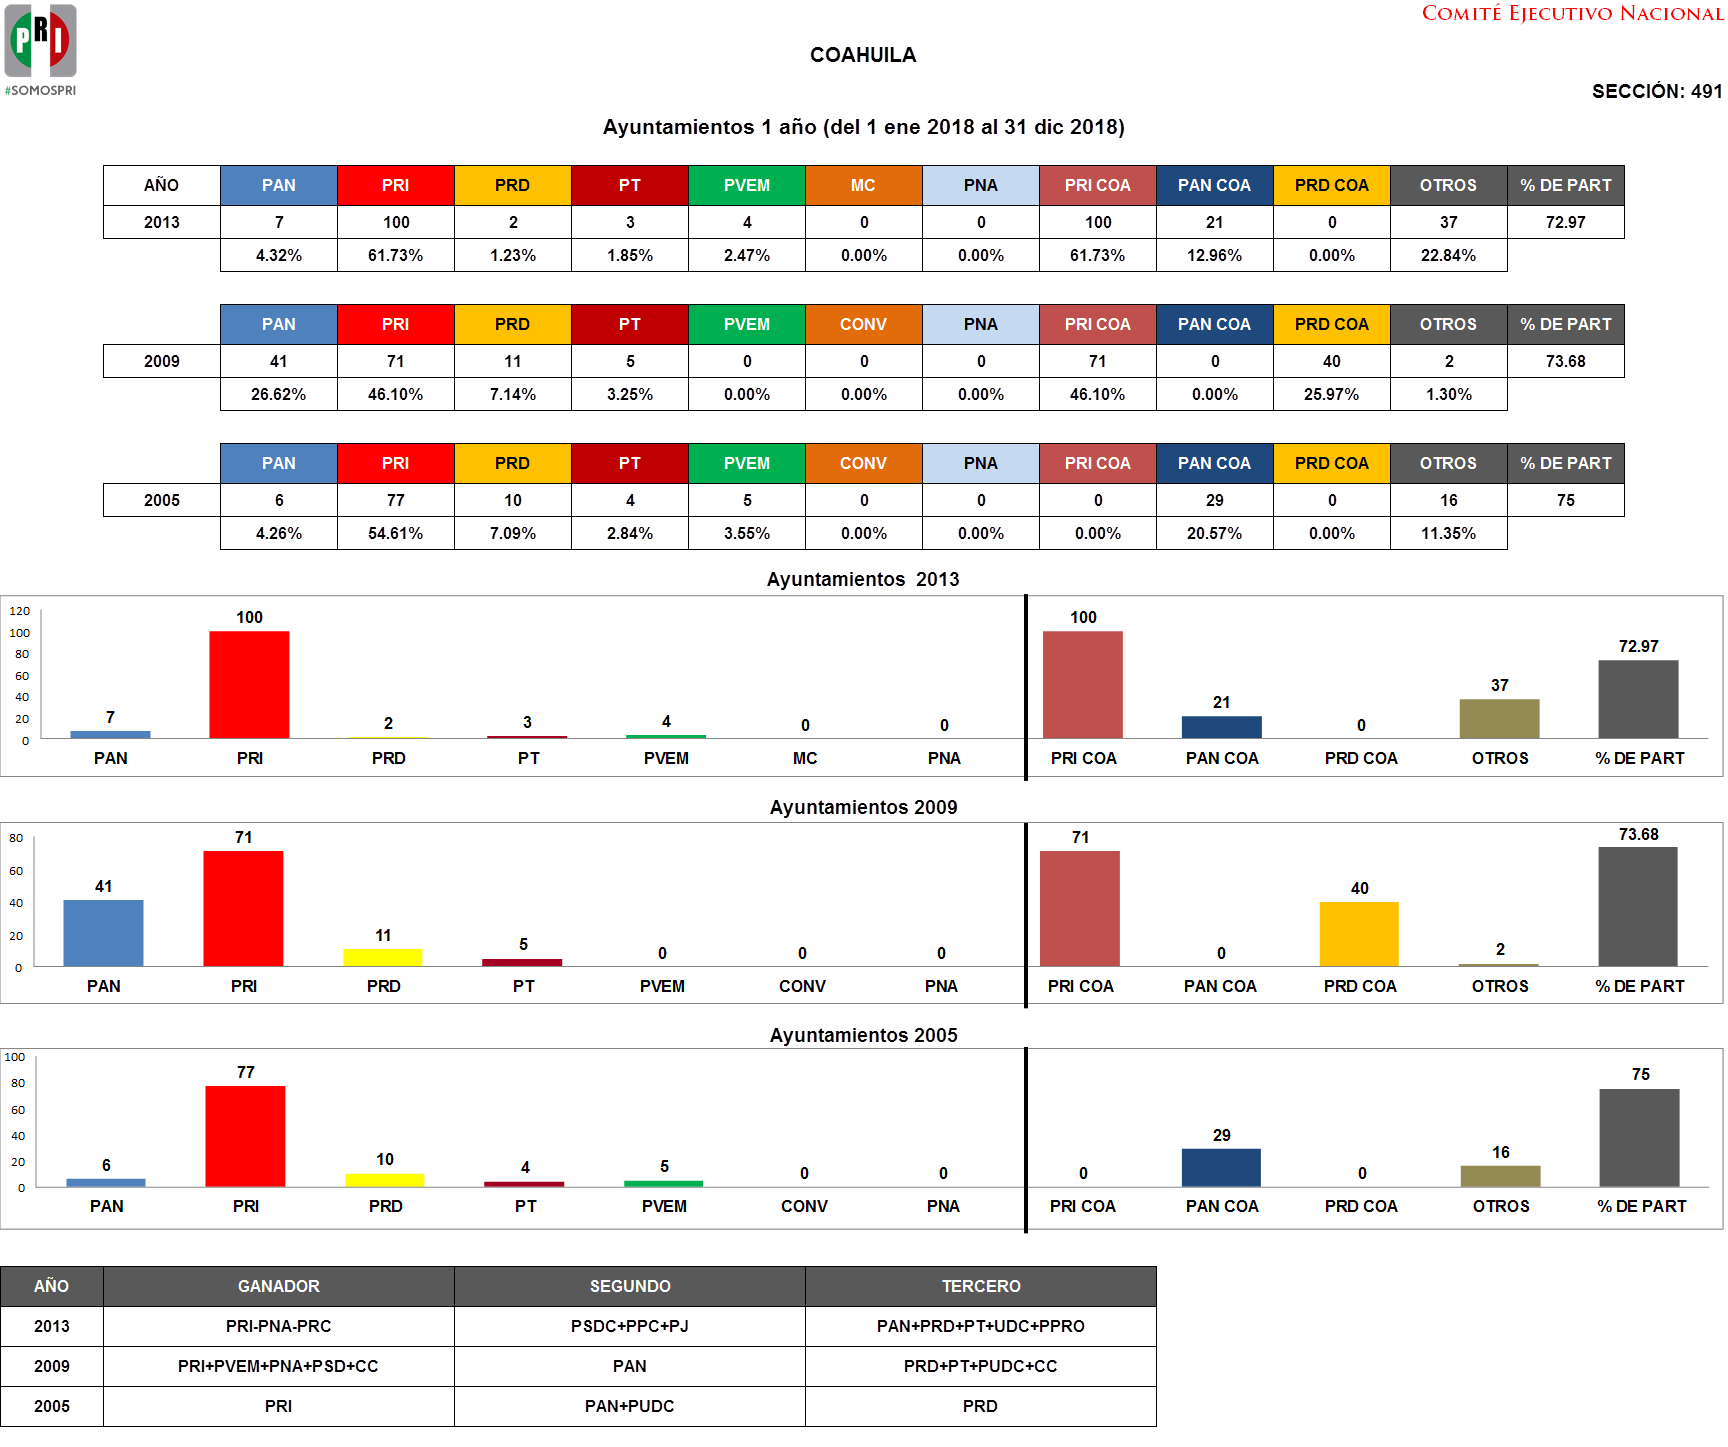 PRI
#SOMOSPRI
COMITÉ EJECUTIVO NACIONAL
COAHUILA
SECCIÓN: 491
Ayuntamientos 1 año (del 1 ene 2018 al 31 dic 2018)
AÑO PAN PRI PRD PT PVEM MC PNA PRI COA PAN COA PRD COA OTROS % DE PART
2013 7 100 2 3 4 0 0 100 21 0 37 72.97
4.32% 61.73% 1.23% 1.85% 2.47% 0.00% 0.00% 61.73% 12.96% 0.00% 22.84%
PAN PRI PRD PT PVEM CONV PNA PRI COA PAN COA PRD COA OTROS % DE PART
2009 41 71 11 5 0 0 0 71 0 40 2 73.68
26.62% 46.10% 7.14% 3.25% 0.00% 0.00% 0.00% 46.10% 0.00% 25.97% 1.30%
PAN PRI PRD PT PVEM CONV PNA PRI COA PAN COA PRD COA OTROS % DE PART
2005 6 77 10 4 5 0 0 0 29 0 16 75
4.26% 54.61% 7.09% 2.84% 3.55% 0.00% 0.00% 0.00% 20.57% 0.00% 11.35%
Ayuntamientos 2013
120
100
80
60
40
20
0
7 100 2 3 4 0 0 100 21 0 37 72.97
PAN PRI PRD PT PVEM MC PNA PRI COA PAN COA PRD COA OTROS % DE PART
Ayuntamientos 2009
80
60
40
20
0
41 71 11 5 0 0 0 71 0 40 2 73.68
PAN PRI PRD PT PVEM CONV PNA PRI COA PAN COA PRD COA OTROS % DE PART
Ayuntamientos 2005
100
80
60
40
20
0
6 77 10 4 5 0 0 0 29 0 16 75
PAN PRI PRD PT PVEM CONV PNA PRI COA PAN COA PRD COA OTROS % DE PART
AÑO GANADOR SEGUNDO TERCERO
2013 PRI-PNA-PRC PSDC+PPC+PJ PAN+PRD+PT+UDC+PPRO
2009 PRI+PVEM+PNA+PSD+CC PAN PRD+PT+PUDC+CC
2005 PRI PAN+PUDC PRD